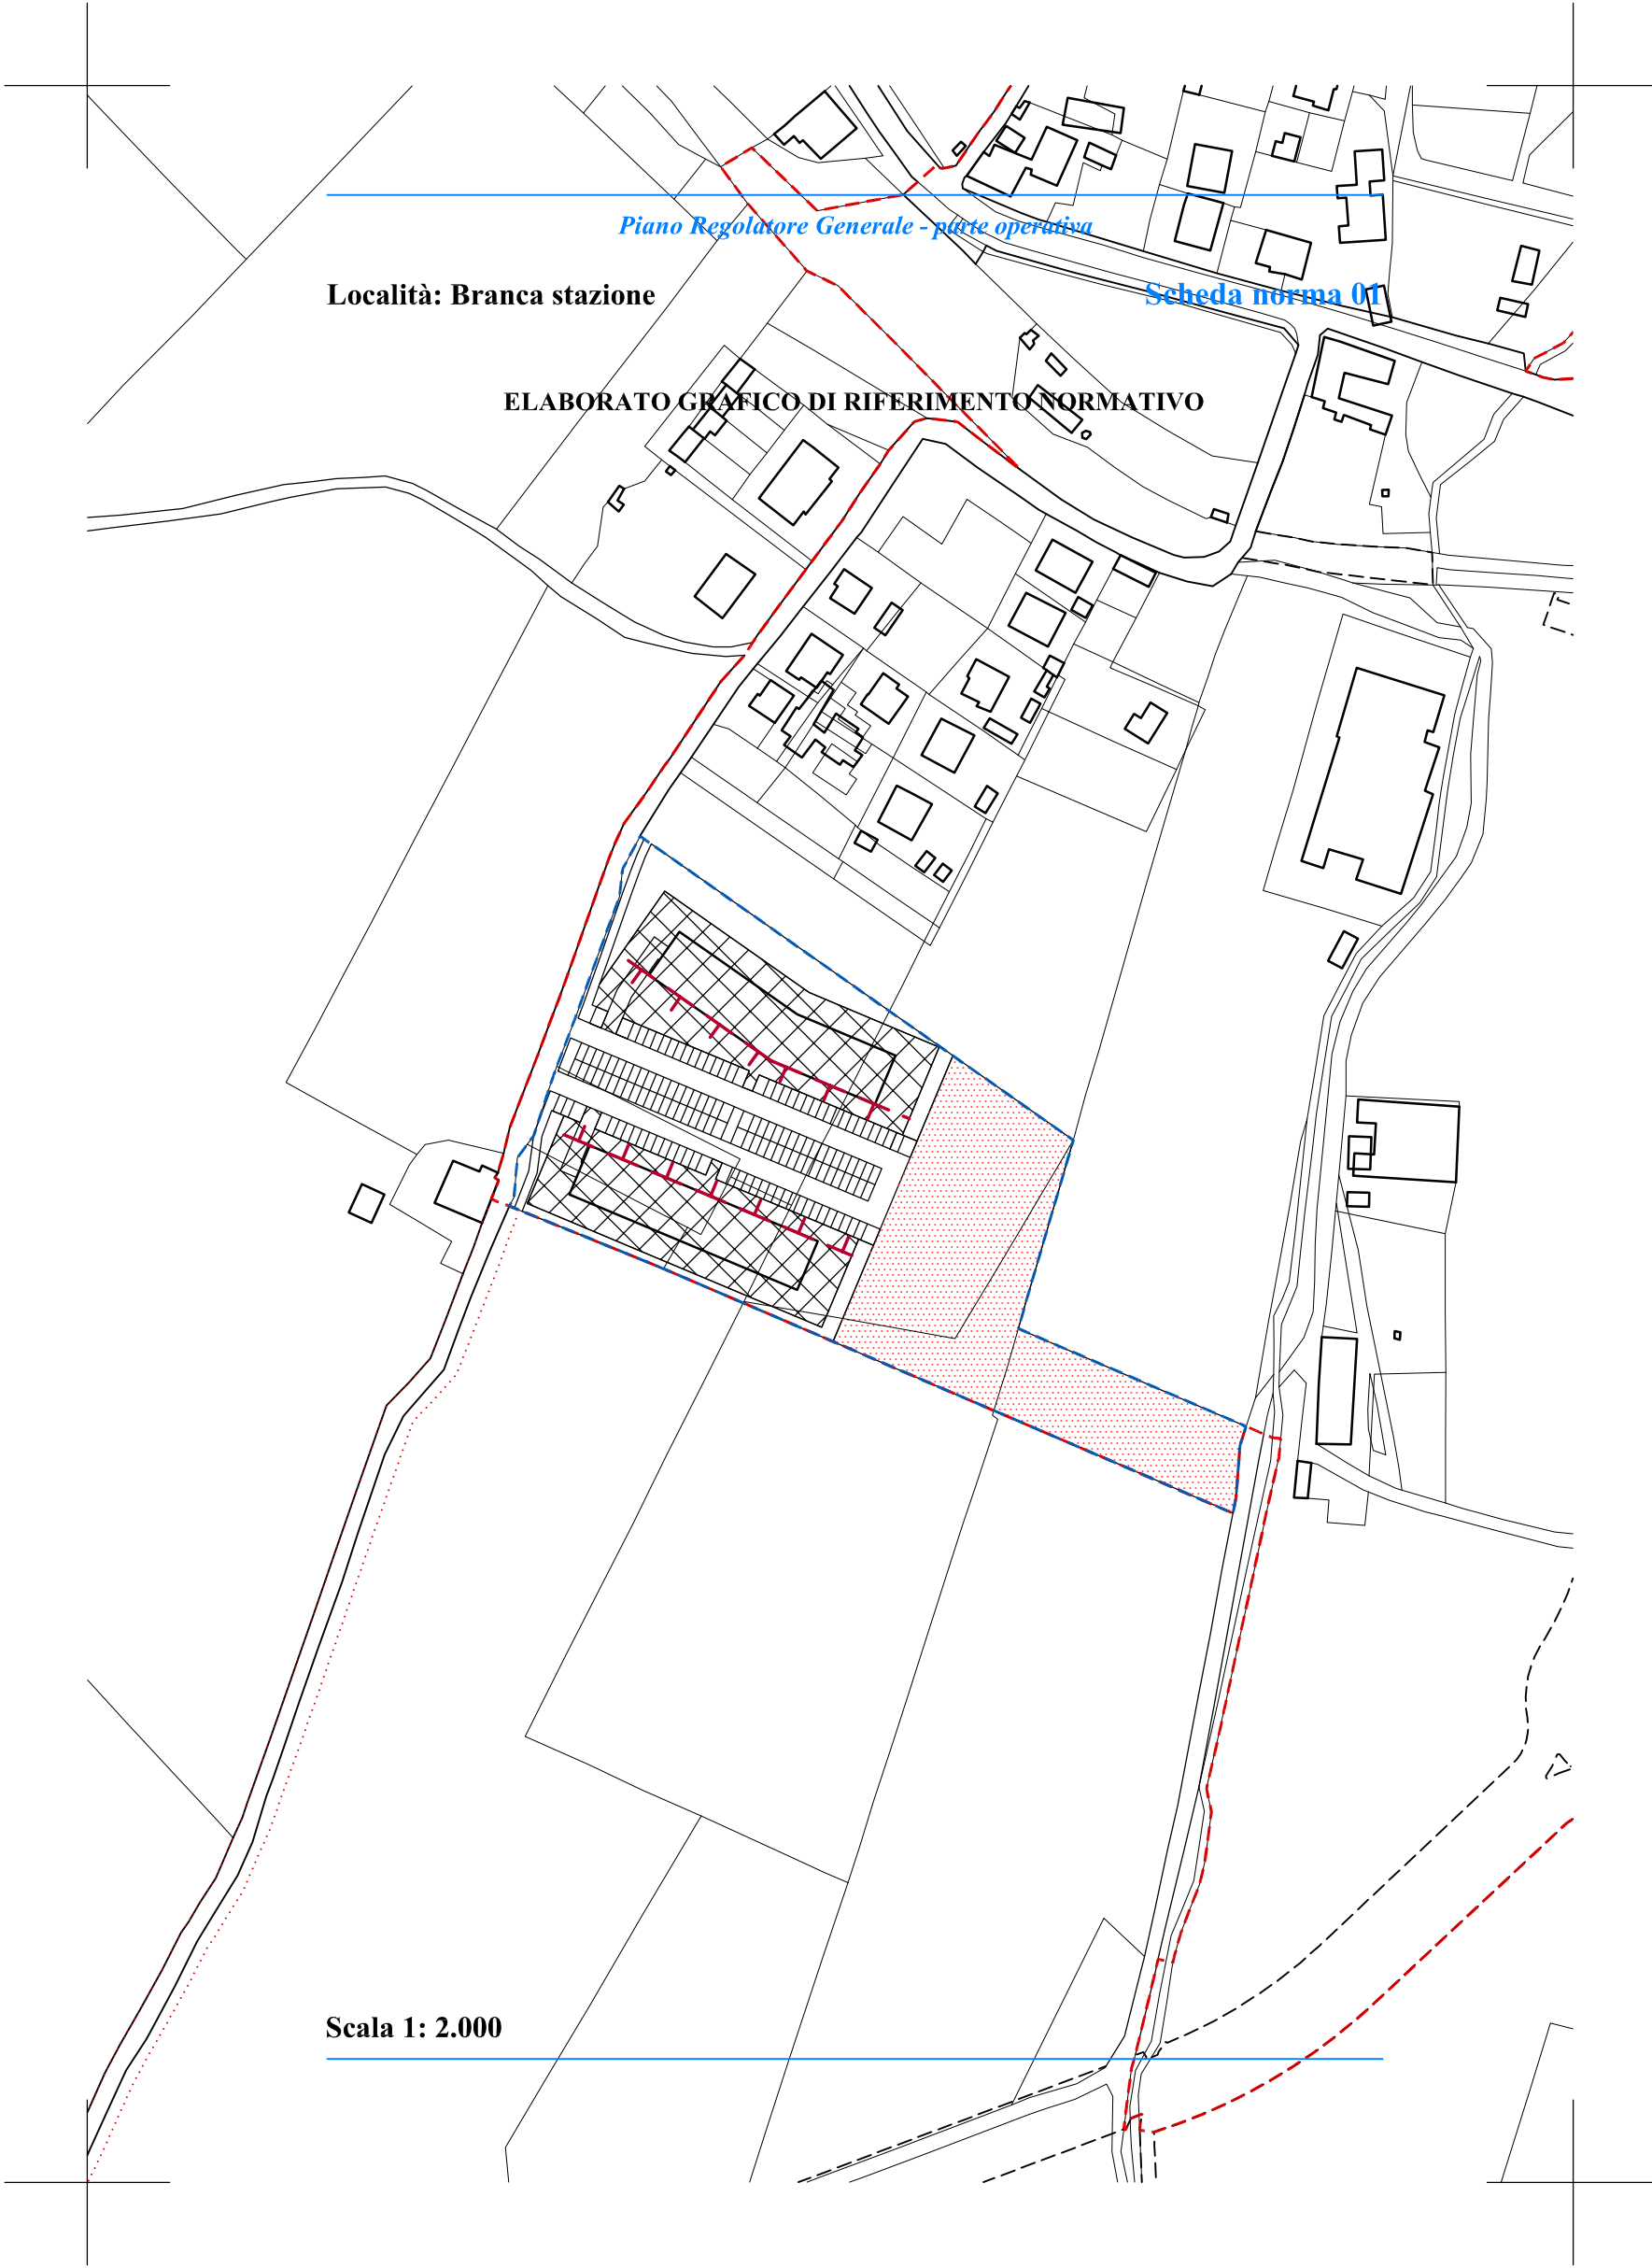 Piano Regolatore Generale - parte operativa
Località: Branca stazione
Scheda norma 01
ELABORATO GRAFICO DI RIFERIMENTO NORMATIVO
Scala 1: 2.000